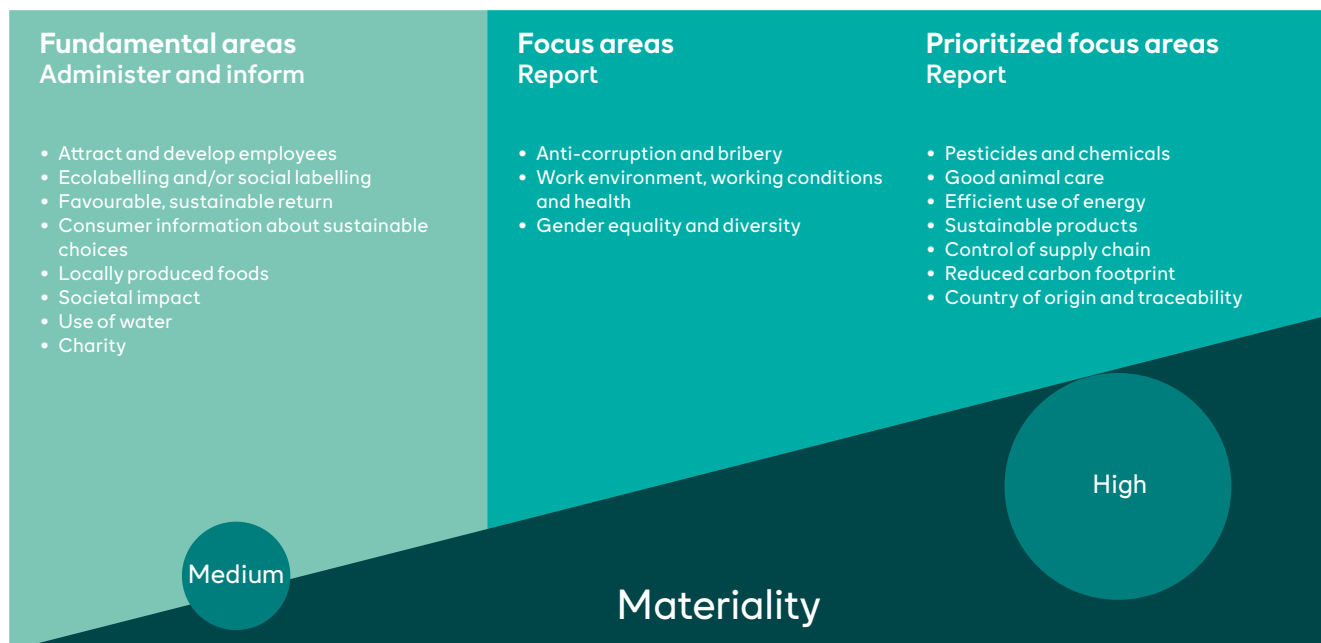 Fundamental areas
Administer and inform
• Attract and develop employees
• Ecolabelling and/or social labelling
• Favourable, sustainable return
• Consumer information about sustainable
choices
• Locally produced foods
• Societal impact
• Use of water
• Charity
Focus areas
Report
• Anti-corruption and bribery
• Work environment, working conditions
and health
• Gender equality and diversity
Prioritized focus areas
Report
• Pesticides and chemicals
• Good animal care
• Efficient use of energy
• Sustainable products
• Control of supply chain
• Reduced carbon footprint
• Country of origin and traceability
Medium
High
Materiality